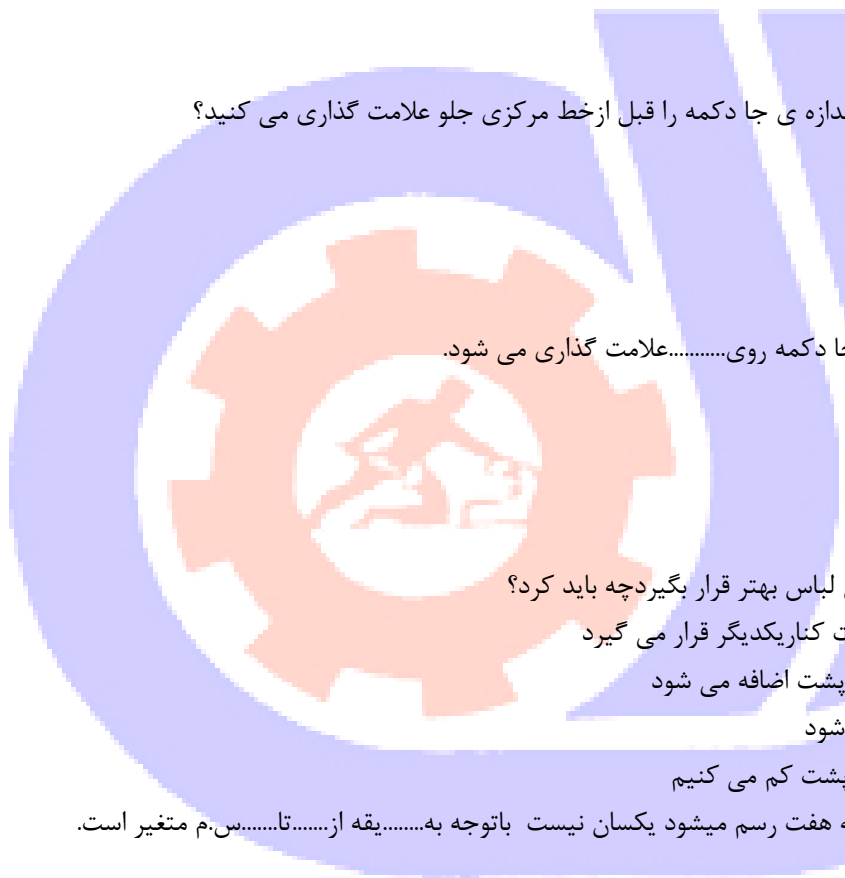 دازه ی جا دکمه را قبل ازخط مرکزی جلو علامت گذاری می کنید؟
جا دکمه روی...........علامت گذاری می شود.
لباس بهتر قرار بگیردچه باید کرد؟
ت کناریکدیگر قرار می گیرد
پشت اضافه می شود
شود
پشت کم می کنیم
ه هفت رسم میشود یکسان نیست باتوجه به........یقه از.......تا.......س.م متغیر است.